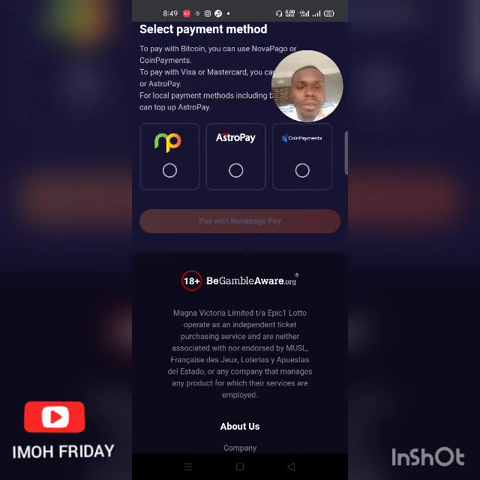 8:49
Select payment method
To pay with Bitcoin, you can use NovaPago or
CoinPayments.
To pay with Visa or Mastercard, you can
or AstroPay.
For local payment methods including
can top up AstroPay.
np
AstroPay
CoinPayments
Pay with Novapago Pay
18+ BeGambleAware.org®
Magna Victoria Limited t/a Epic1 Lotto
operate as an independent ticket
purchasing service and are neither
associated with nor endorsed by MUSL,
Française des Jeux, Loterías y Apuestas
del Estado, or any company that manages
any product for which their services are
employed.
About Us
Company
IMOH FRIDAY
InShOt